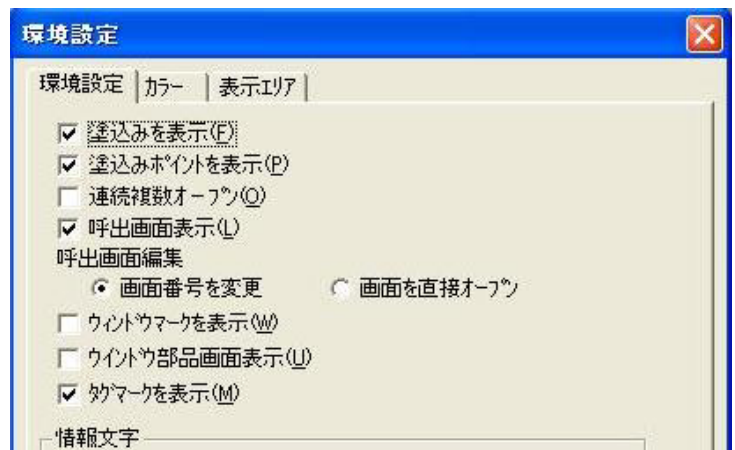 環境設定
環境設定 カラー 表示エリア
塗込みを表示(F)
塗込みポイントを表示(P)
連続複数オープン(O)
呼出画面表示(L)
呼出画面編集
画面番号を変更 画面を直接オープン
ウィンドウマークを表示(W)
ウインドウ部品画面表示(U)
タグマークを表示(M)
情報文字